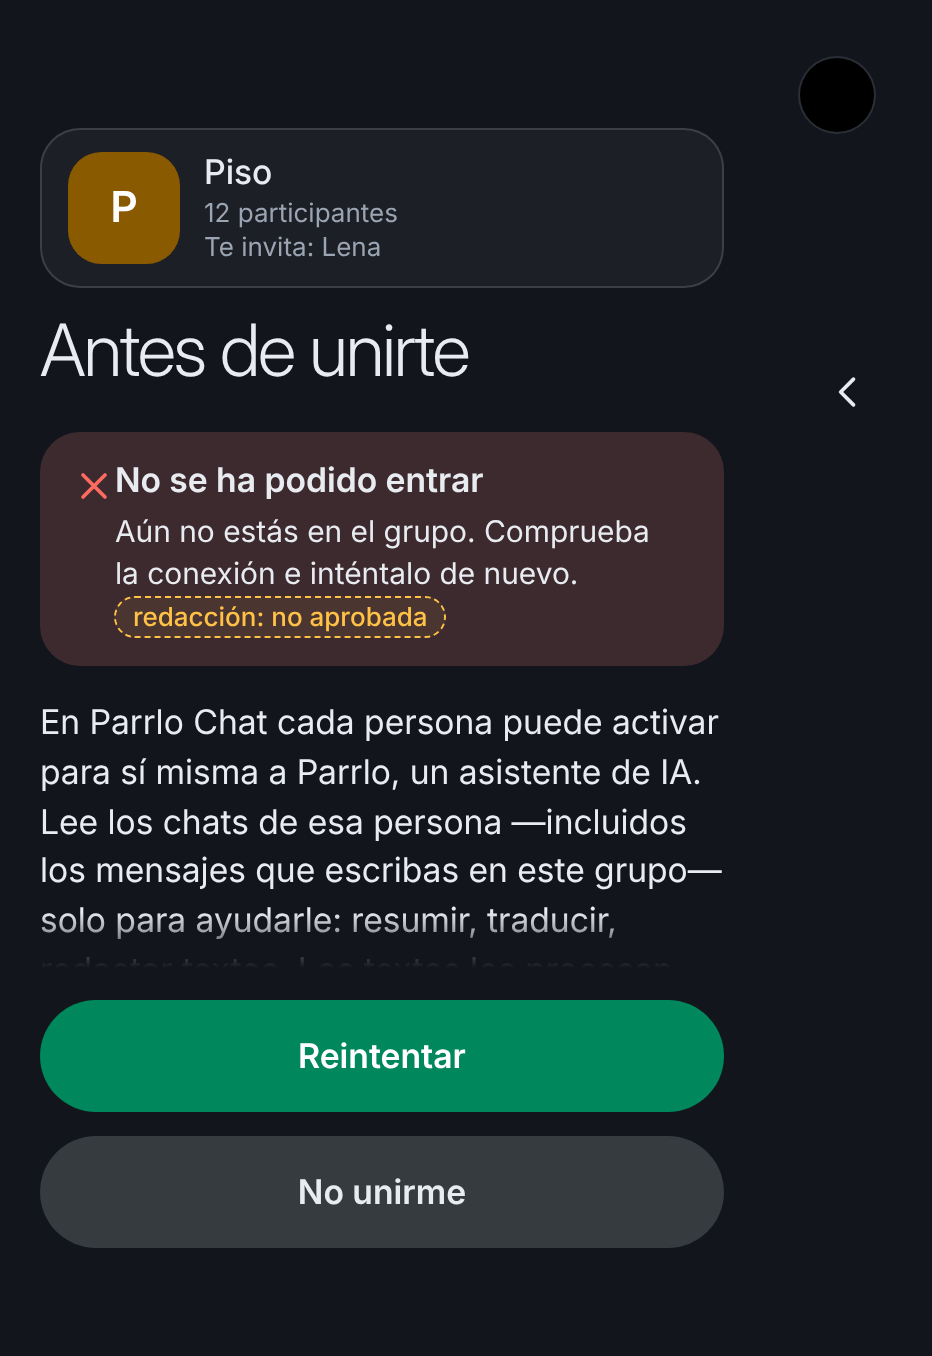 P
Piso
12 participantes
Te invita: Lena
Antes de unirte
No se ha podido entrar
Aún no estás en el grupo. Comprueba
la conexión e inténtalo de nuevo.
redacción: no aprobada
En Parrlo Chat cada persona puede activar
para sí misma a Parrlo, un asistente de IA.
Lee los chats de esa persona —incluidos
los mensajes que escribas en este grupo—
solo para ayudarle: resumir, traducir,
Reintentar
No unirme